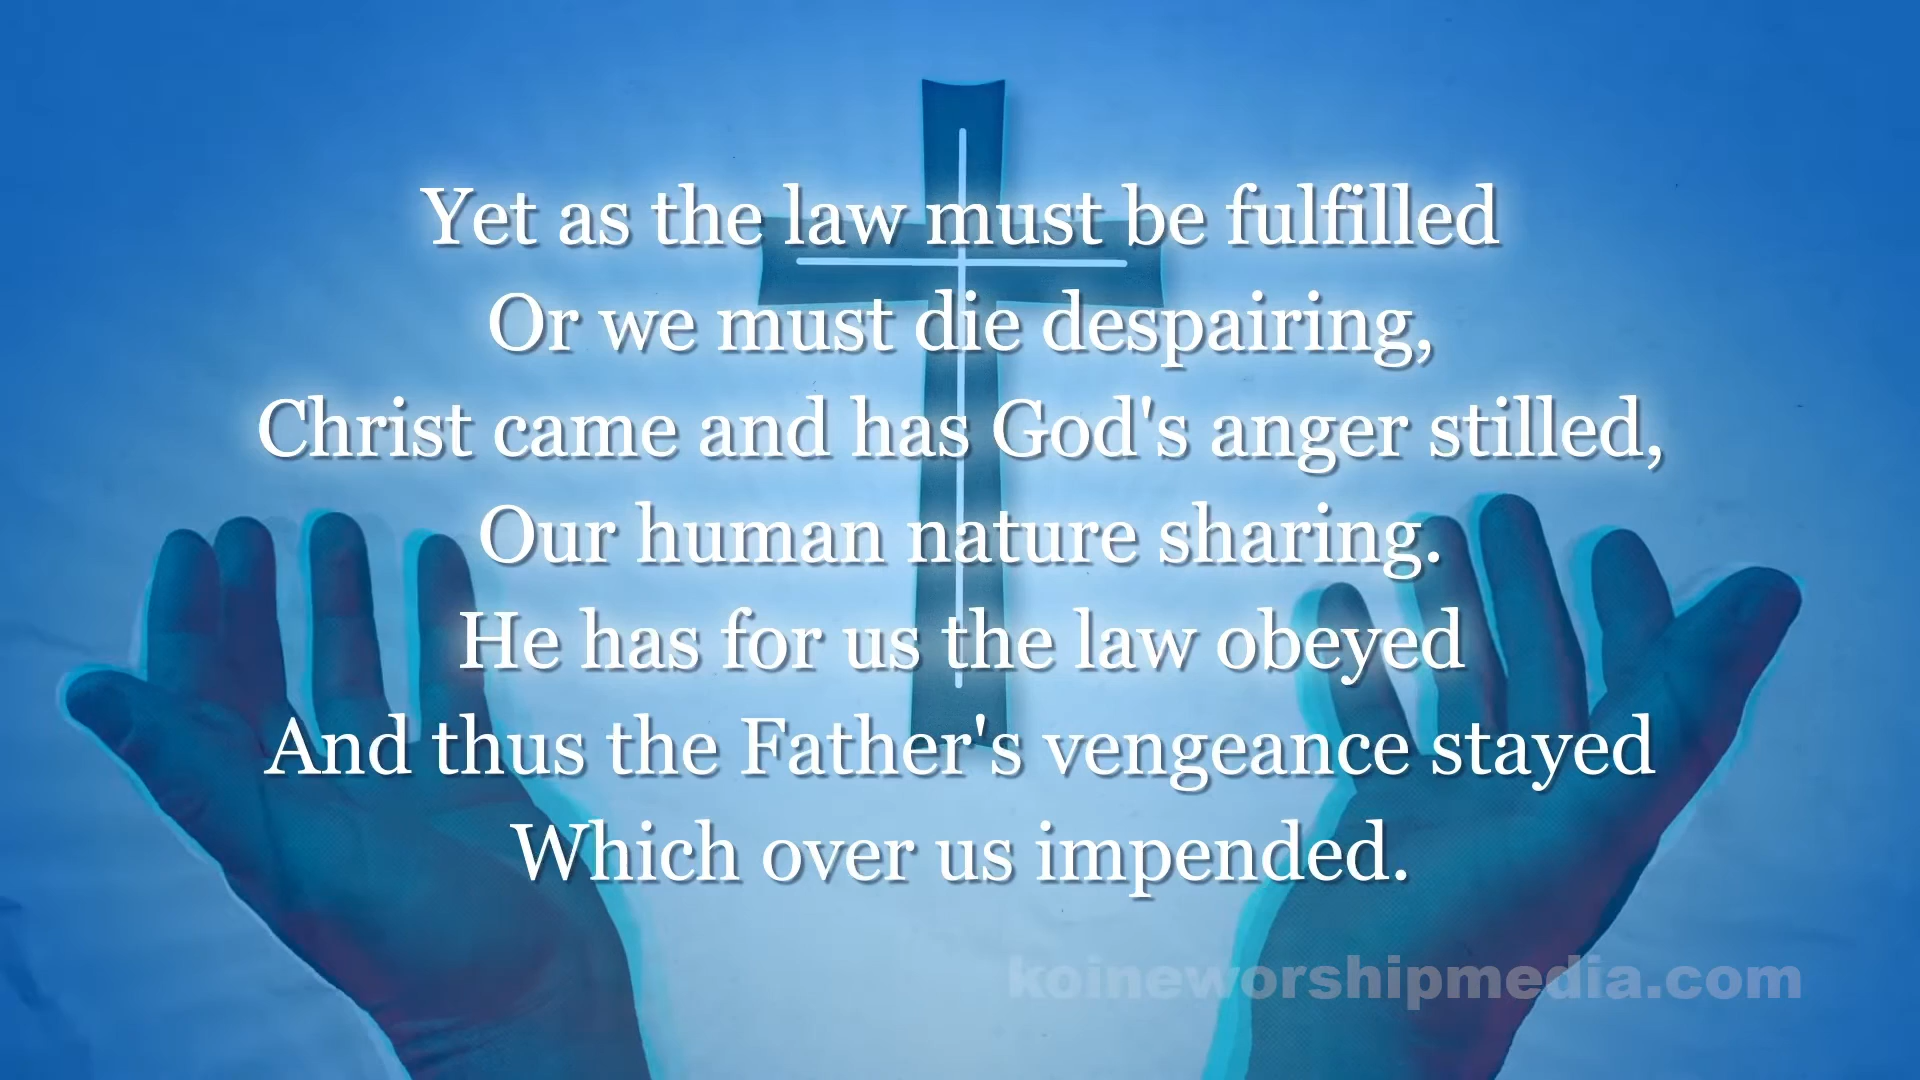 Yet as the law must be fulfilled
Or we must die despairing,
Christ came and has God's anger stilled,
Our human nature sharing.
He has for us the law obeyed
And thus the Father's vengeance stayed
Which over us impended.
koineworshipmedia.com